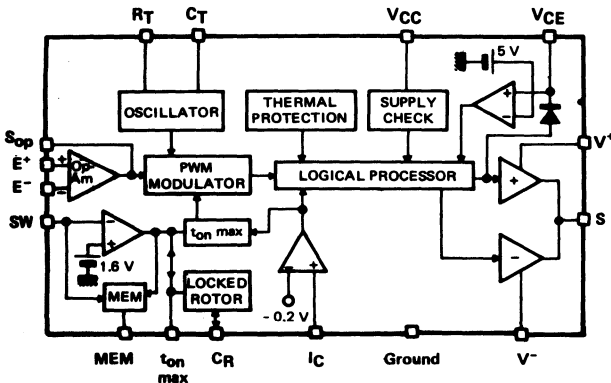 RT CT VCC VCE
5 V
+ -
OSCILLATOR
THERMAL
PROTECTION
SUPPLY
CHECK
Sop
E+
E-
+
Op-
Am
-
PWM
MODULATOR
LOGICAL PROCESSOR
V+
+
SW
-
+
ton max
S
-
1.6 V
MEM
LOCKED
ROTOR
- +
- 0.2 V
MEM
ton
max
CR
IC
Ground
V-